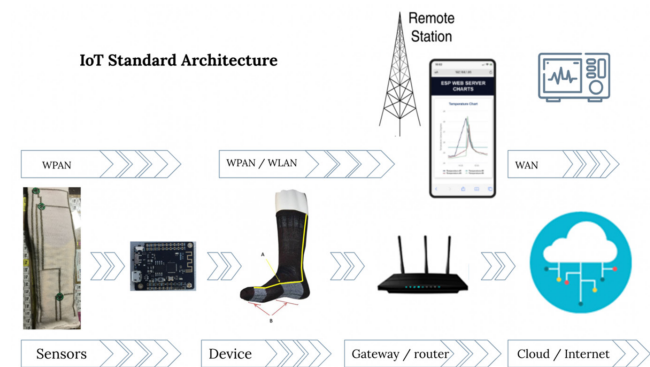 Remote
Station
IoT Standard Architecture
ESP WEB SERVER
CHARTS
Temperature Chart
WPAN
WPAN / WLAN
WAN
A
B
Sensors
Device
Gateway / router
Cloud / Internet